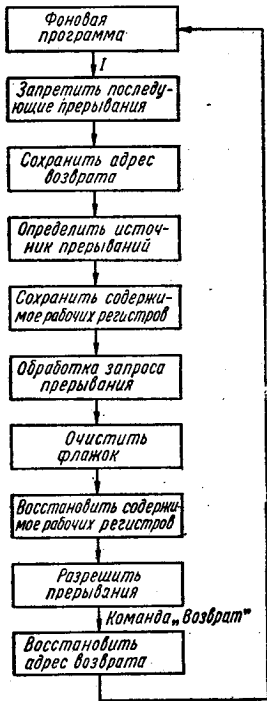 Фоновая
программа
I
Запретить последую-
ющие прерывания
Сохранить адрес
возврата
Определить источ-
ник прерываний
Сохранить содержи-
мое рабочих регистров
Обработка запроса
прерывания
Очистить
флажок
Восстановить содержи-
мое рабочих регистров
Разрешить
прерывания
Команда „Возврат"
Восстановить
адрес возврата